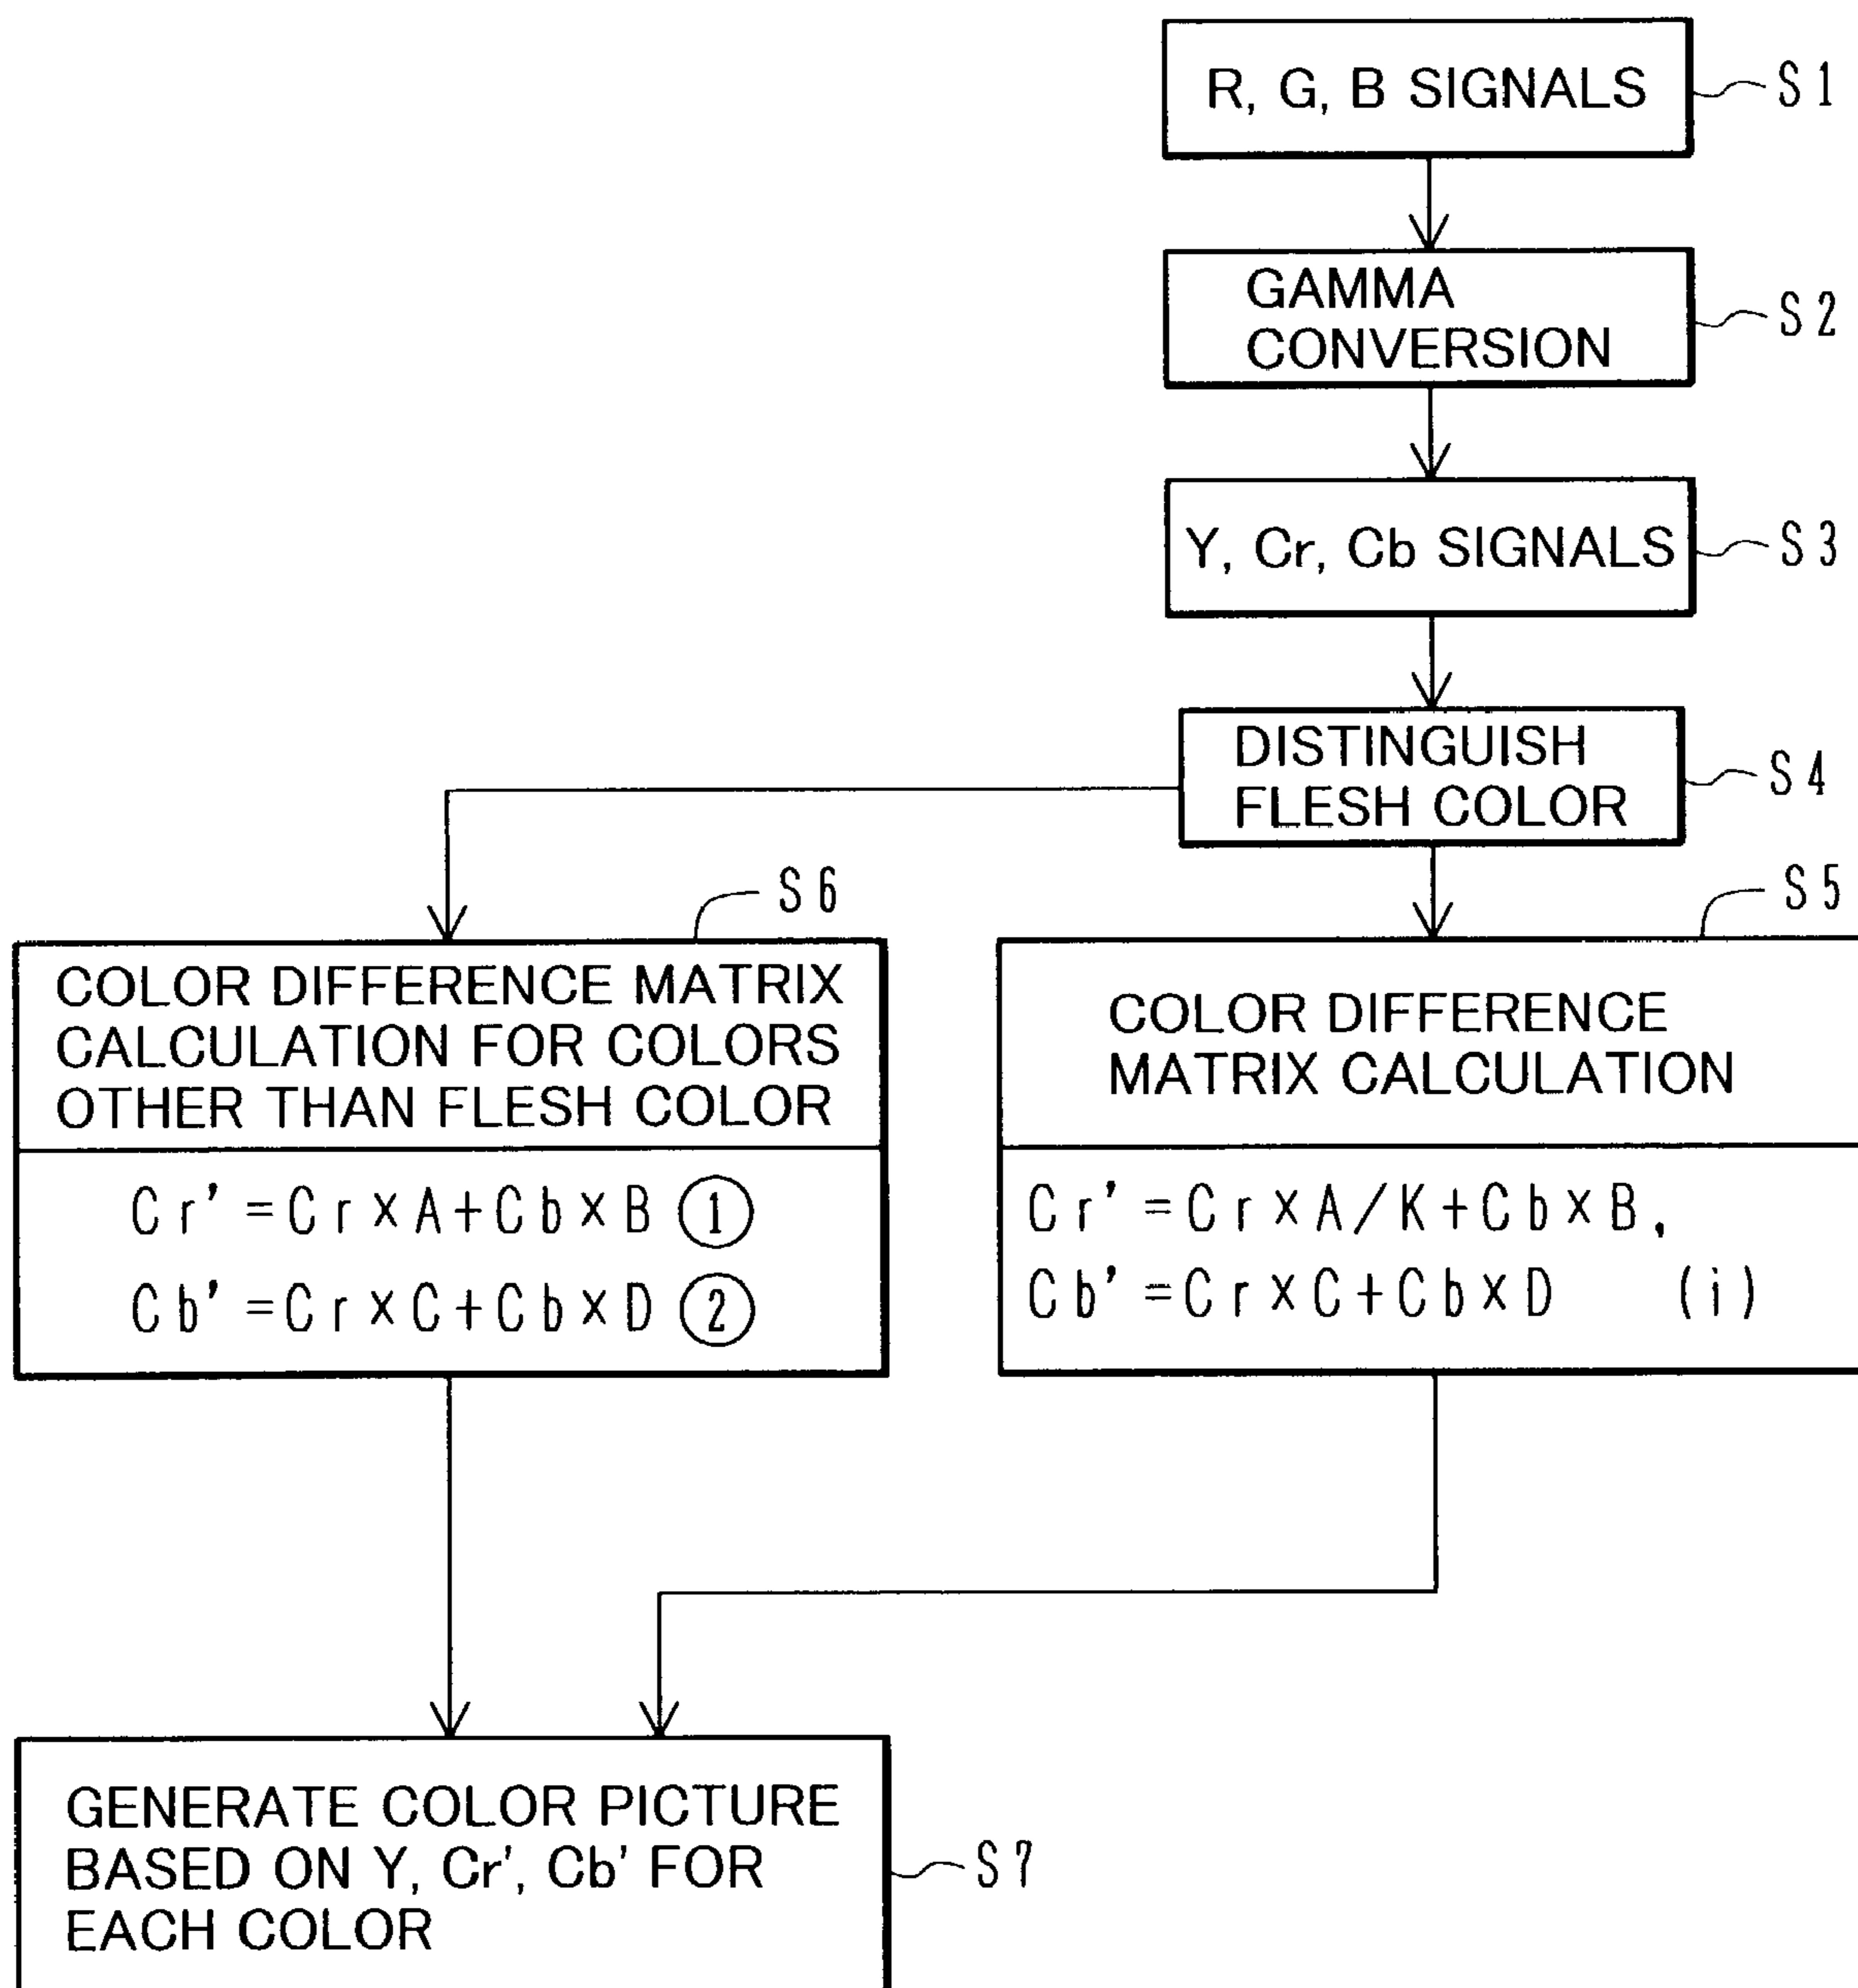 R, G, B SIGNALS
S1
GAMMA
CONVERSION
S2
Y, Cr, Cb SIGNALS
S3
DISTINGUISH
FLESH COLOR
S4
S6
COLOR DIFFERENCE MATRIX
CALCULATION FOR COLORS
OTHER THAN FLESH COLOR
Cr' =Cr×A+Cb×B ①
Cb' =Cr×C+Cb×D ②
S5
COLOR DIFFERENCE
MATRIX CALCULATION
Cr' =Cr×A/K+Cb×B,
Cb' =Cr×C+Cb×D (i)
GENERATE COLOR PICTURE
BASED ON Y, Cr', Cb' FOR
EACH COLOR
S7